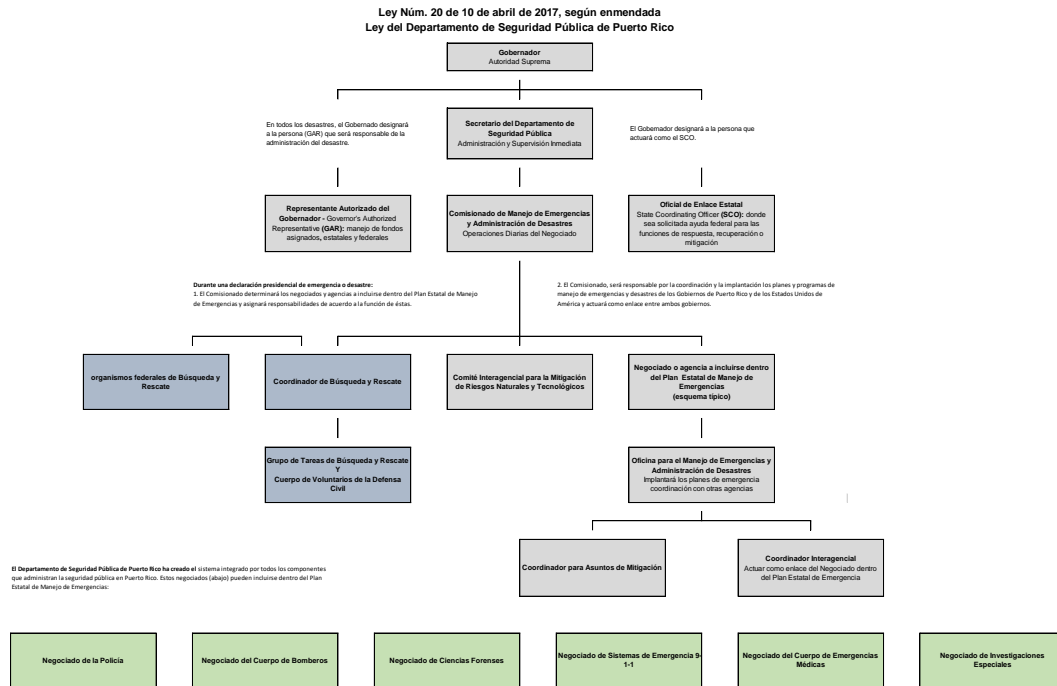 Ley Núm. 20 de 10 de abril de 2017, según enmendada
Ley del Departamento de Seguridad Pública de Puerto Rico
Gobernador
Autoridad Suprema
En todos los desastres, el Gobernado designará
a la persona (GAR) que será responsable de la
administración del desastre.
Secretario del Departamento de
Seguridad Pública
Administración y Supervisión Inmediata
El Gobernador designará a la persona que
actuará como el SCO.
Representante Autorizado del
Gobernador - Governor's Authorized
Representative (GAR): manejo de fondos
asignados, estatales y federales
Comisionado de Manejo de Emergencias
y Administración de Desastres
Operaciones Diarias del Negociado
Oficial de Enlace Estatal
State Coordinating Officer (SCO): donde
sea solicitada ayuda federal para las
funciones de respuesta, recuperación o
mitigación
Durante una declaración presidencial de emergencia o desastre:
1. El Comisionado determinará los negociados y agencias a incluirse dentro del Plan Estatal de Manejo
de Emergencias y asignará responsabilidades de acuerdo a la función de éstas.
2. El Comisionado, será responsable por la coordinación y la implantación los planes y programas de
manejo de emergencias y desastres de los Gobiernos de Puerto Rico y de los Estados Unidos de
América y actuará como enlace entre ambos gobiernos.
organismos federales de Búsqueda y
Rescate
Coordinador de Búsqueda y Rescate
Comité Interagencial para la Mitigación
de Riesgos Naturales y Tecnológicos
Negociado o agencia a incluirse dentro
del Plan Estatal de Manejo de
Emergencias
(esquema típico)
Grupo de Tareas de Búsqueda y Rescate
Y
Cuerpo de Voluntarios de la Defensa
Civil
Oficina para el Manejo de Emergencias y
Administración de Desastres
Implantará los planes de emergencia
coordinación con otras agencias
Coordinador para Asuntos de Mitigación
Coordinador Interagencial
Actuar como enlace del Negociado dentro
del Plan Estatal de Emergencia
El Departamento de Seguridad Pública de Puerto Rico ha creado el sistema integrado por todos los componentes
que administran la seguridad pública en Puerto Rico. Estos negociados (abajo) pueden incluirse dentro del Plan
Estatal de Manejo de Emergencias:
Negociado de la Policía
Negociado del Cuerpo de Bomberos
Negociado de Ciencias Forenses
Negociado de Sistemas de Emergencia 9-
1-1
Negociado del Cuerpo de Emergencias
Médicas
Negociado de Investigaciones
Especiales